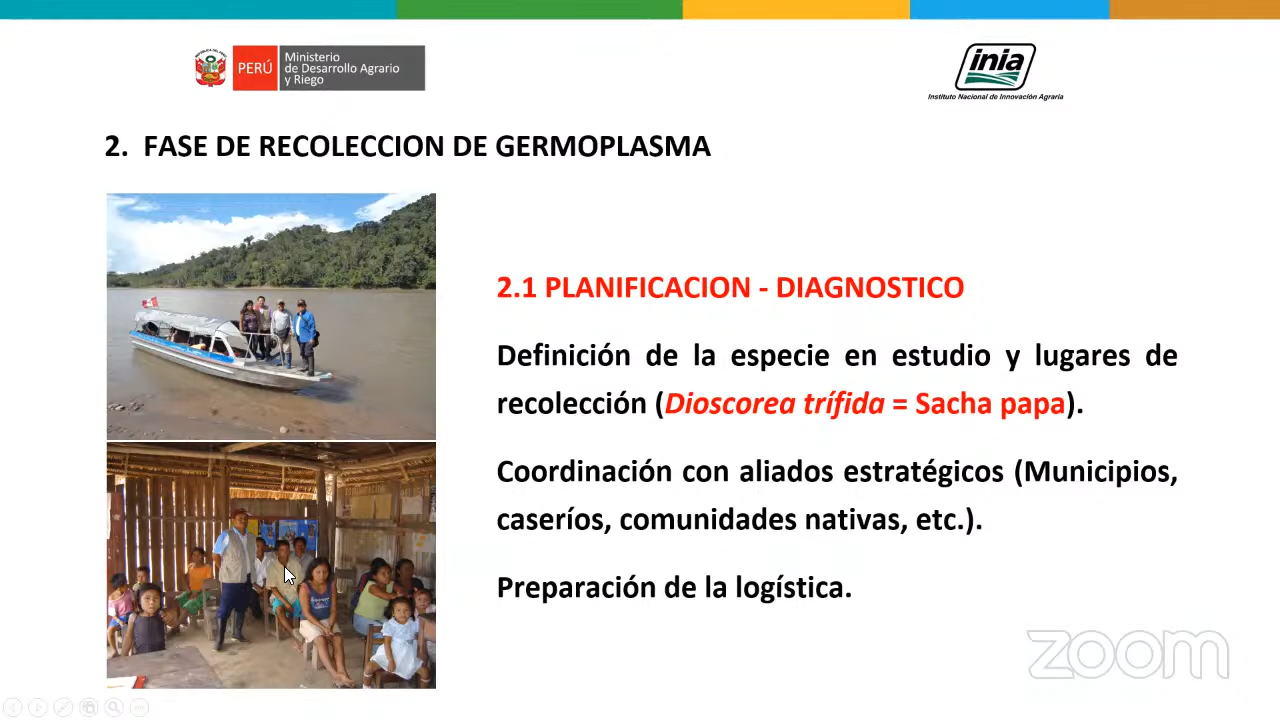 PERÚ
Ministerio
de Desarrollo Agrario
y Riego
inia
Instituto Nacional de Innovación Agraria
2. FASE DE RECOLECCION DE GERMOPLASMA
2.1 PLANIFICACION - DIAGNOSTICO
Definición de la especie en estudio y lugares de
recolección (Dioscorea trífida = Sacha papa).
Coordinación con aliados estratégicos (Municipios,
caseríos, comunidades nativas, etc.).
Preparación de la logística.
zoom